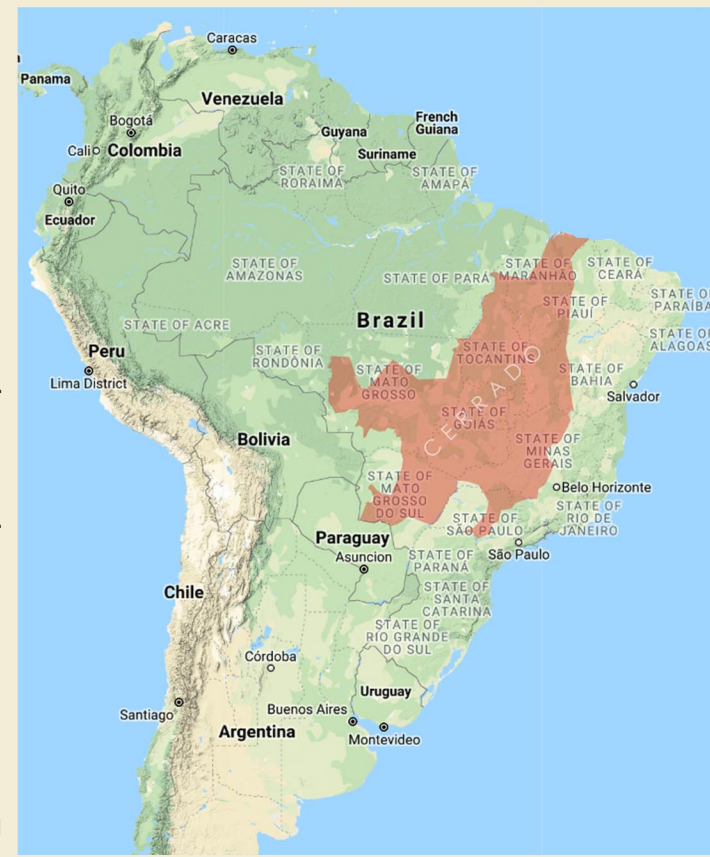 Caracas
Panama
Venezuela
Bogotá
Guyana
French
Guiana
Cali
Colombia
Suriname
STATE OF
RORAIMA
STATE OF
AMAPÁ
Quito
Ecuador
STATE OF
AMAZONAS
STATE OF PARÁ
STATE OF
MARANHÃO
STATE OF
CEARÁ
STATE OF
PIAUÍ
STATE O
PARAÍBA
STATE OF ACRE
Brazil
STATE O
ALAGOAS
Peru
Lima District
STATE OF
RONDÔNIA
STATE OF
TOCANTINS
STATE OF
MATO
GROSSO
STATE OF
BAHIA
Salvador
CERRADO
STATE OF
GOIÁS
Bolivia
STATE OF
MINAS
GERAIS
STATE OF
MATO
GROSSO
DO SUL
Belo Horizonte
STATE OF
RIO DE
JANEIRO
STATE OF
SÃO PAULO
Paraguay
Asuncion
São Paulo
STATE OF
PARANÁ
Chile
STATE OF
SANTA
CATARINA
STATE OF
RIO GRANDE
DO SUL
Córdoba
Uruguay
Santiago
Buenos Aires
Argentina
Montevideo